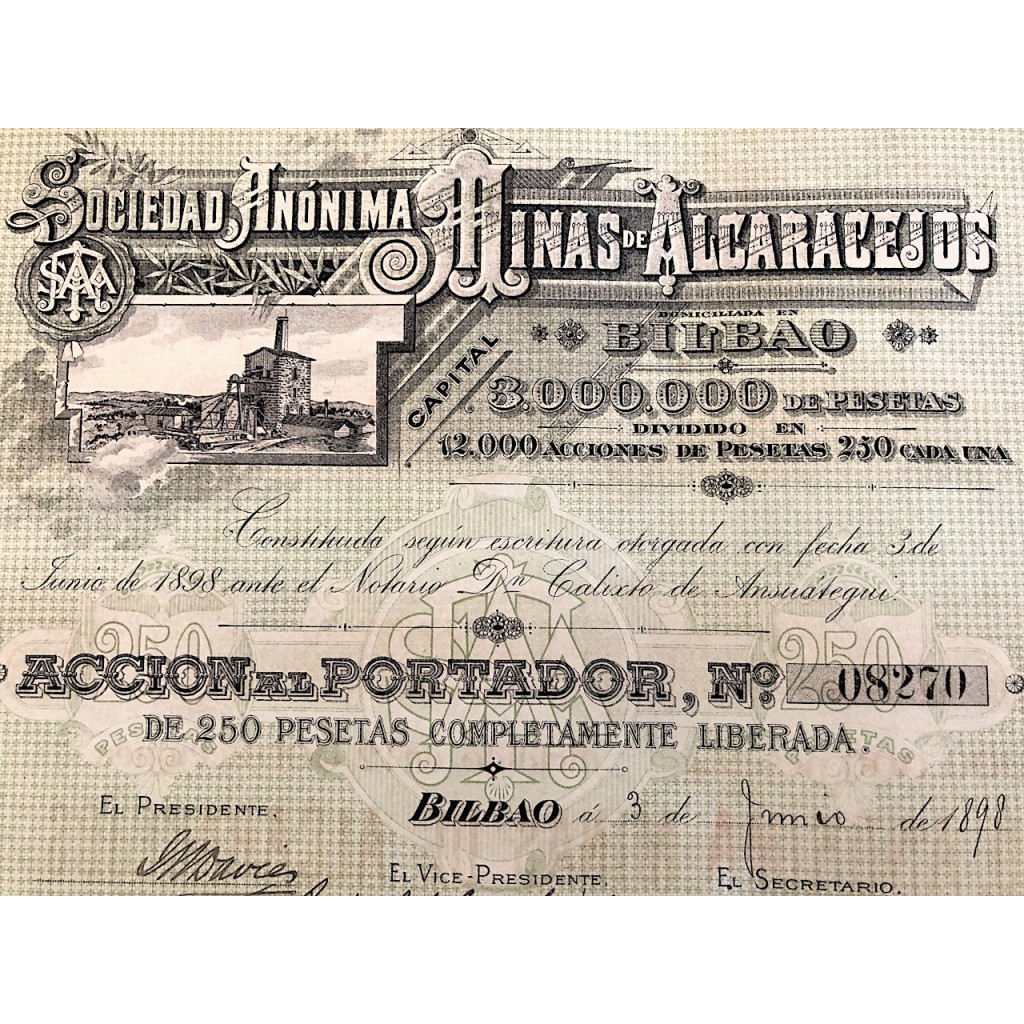 SOCIEDAD ANÓNIMA MINAS DE ALCARACEJOS
SAMA
DOMICILIADA EN
BILBAO
CAPITAL 3.000.000 DE PESETAS
DIVIDIDO EN
12.000 ACCIONES DE PESETAS 250 CADA UNA
Constituida según escritura otorgada con fecha 3 de
Junio de 1898 ante el Notario Dn Calixto de Ansuátegui.
250 PESETAS
250 PESETAS
ACCION AL PORTADOR, No. 08270
DE 250 PESETAS COMPLETAMENTE LIBERADA.
BILBAO á 3 de Junio de 1898
EL PRESIDENTE,
Davies
EL VICE-PRESIDENTE,
EL SECRETARIO,